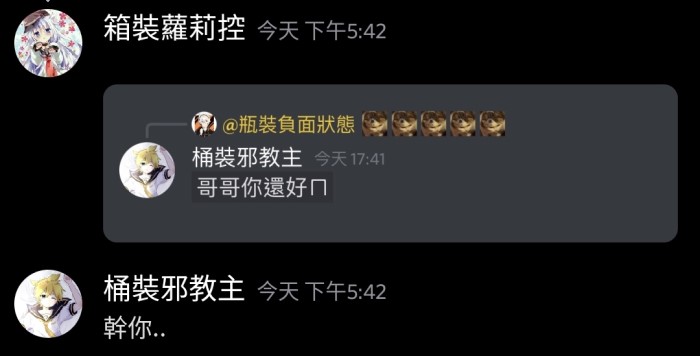 箱裝蘿莉控 今天 下午5:42
@瓶裝負面狀態
桶裝邪教主 今天 17:41
哥哥你還好ㄇ
桶裝邪教主 今天 下午5:42
幹你..